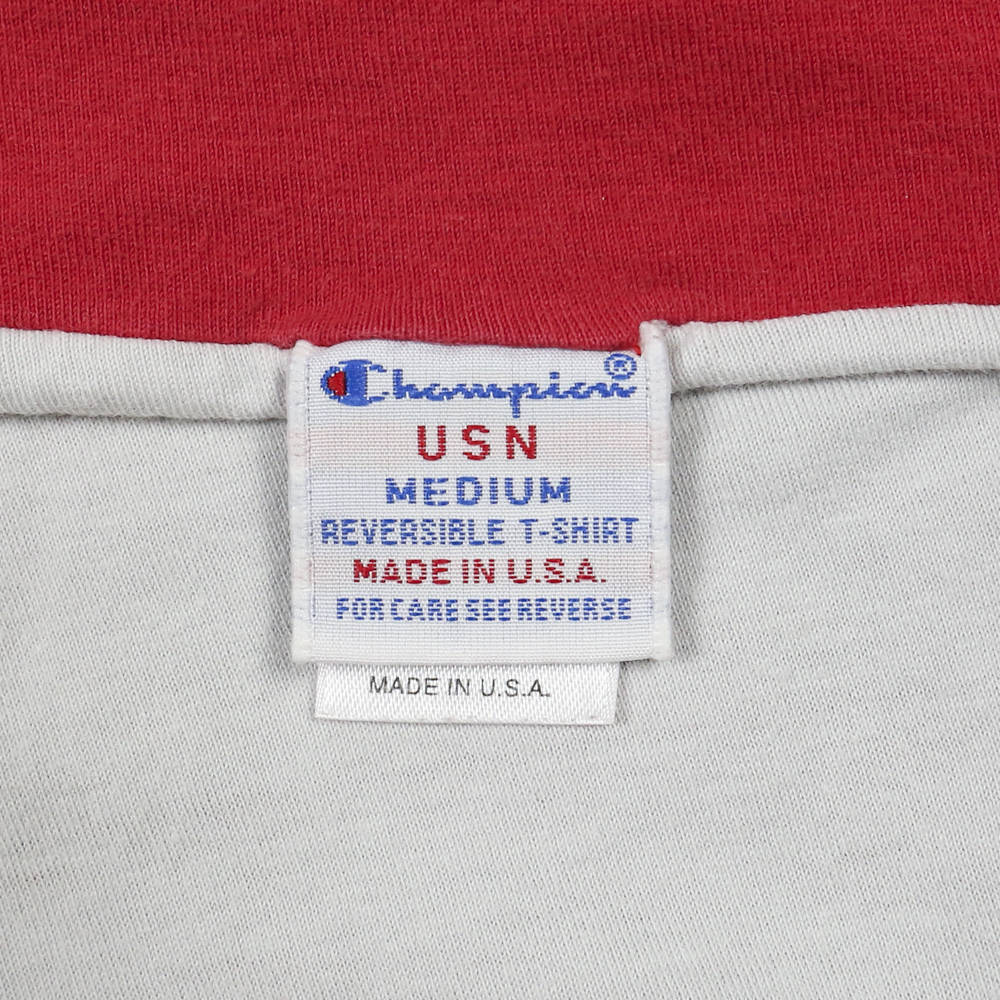 Champion®
USN
MEDIUM
REVERSIBLE T-SHIRT
MADE IN U.S.A.
FOR CARE SEE REVERSE
MADE IN U.S.A.